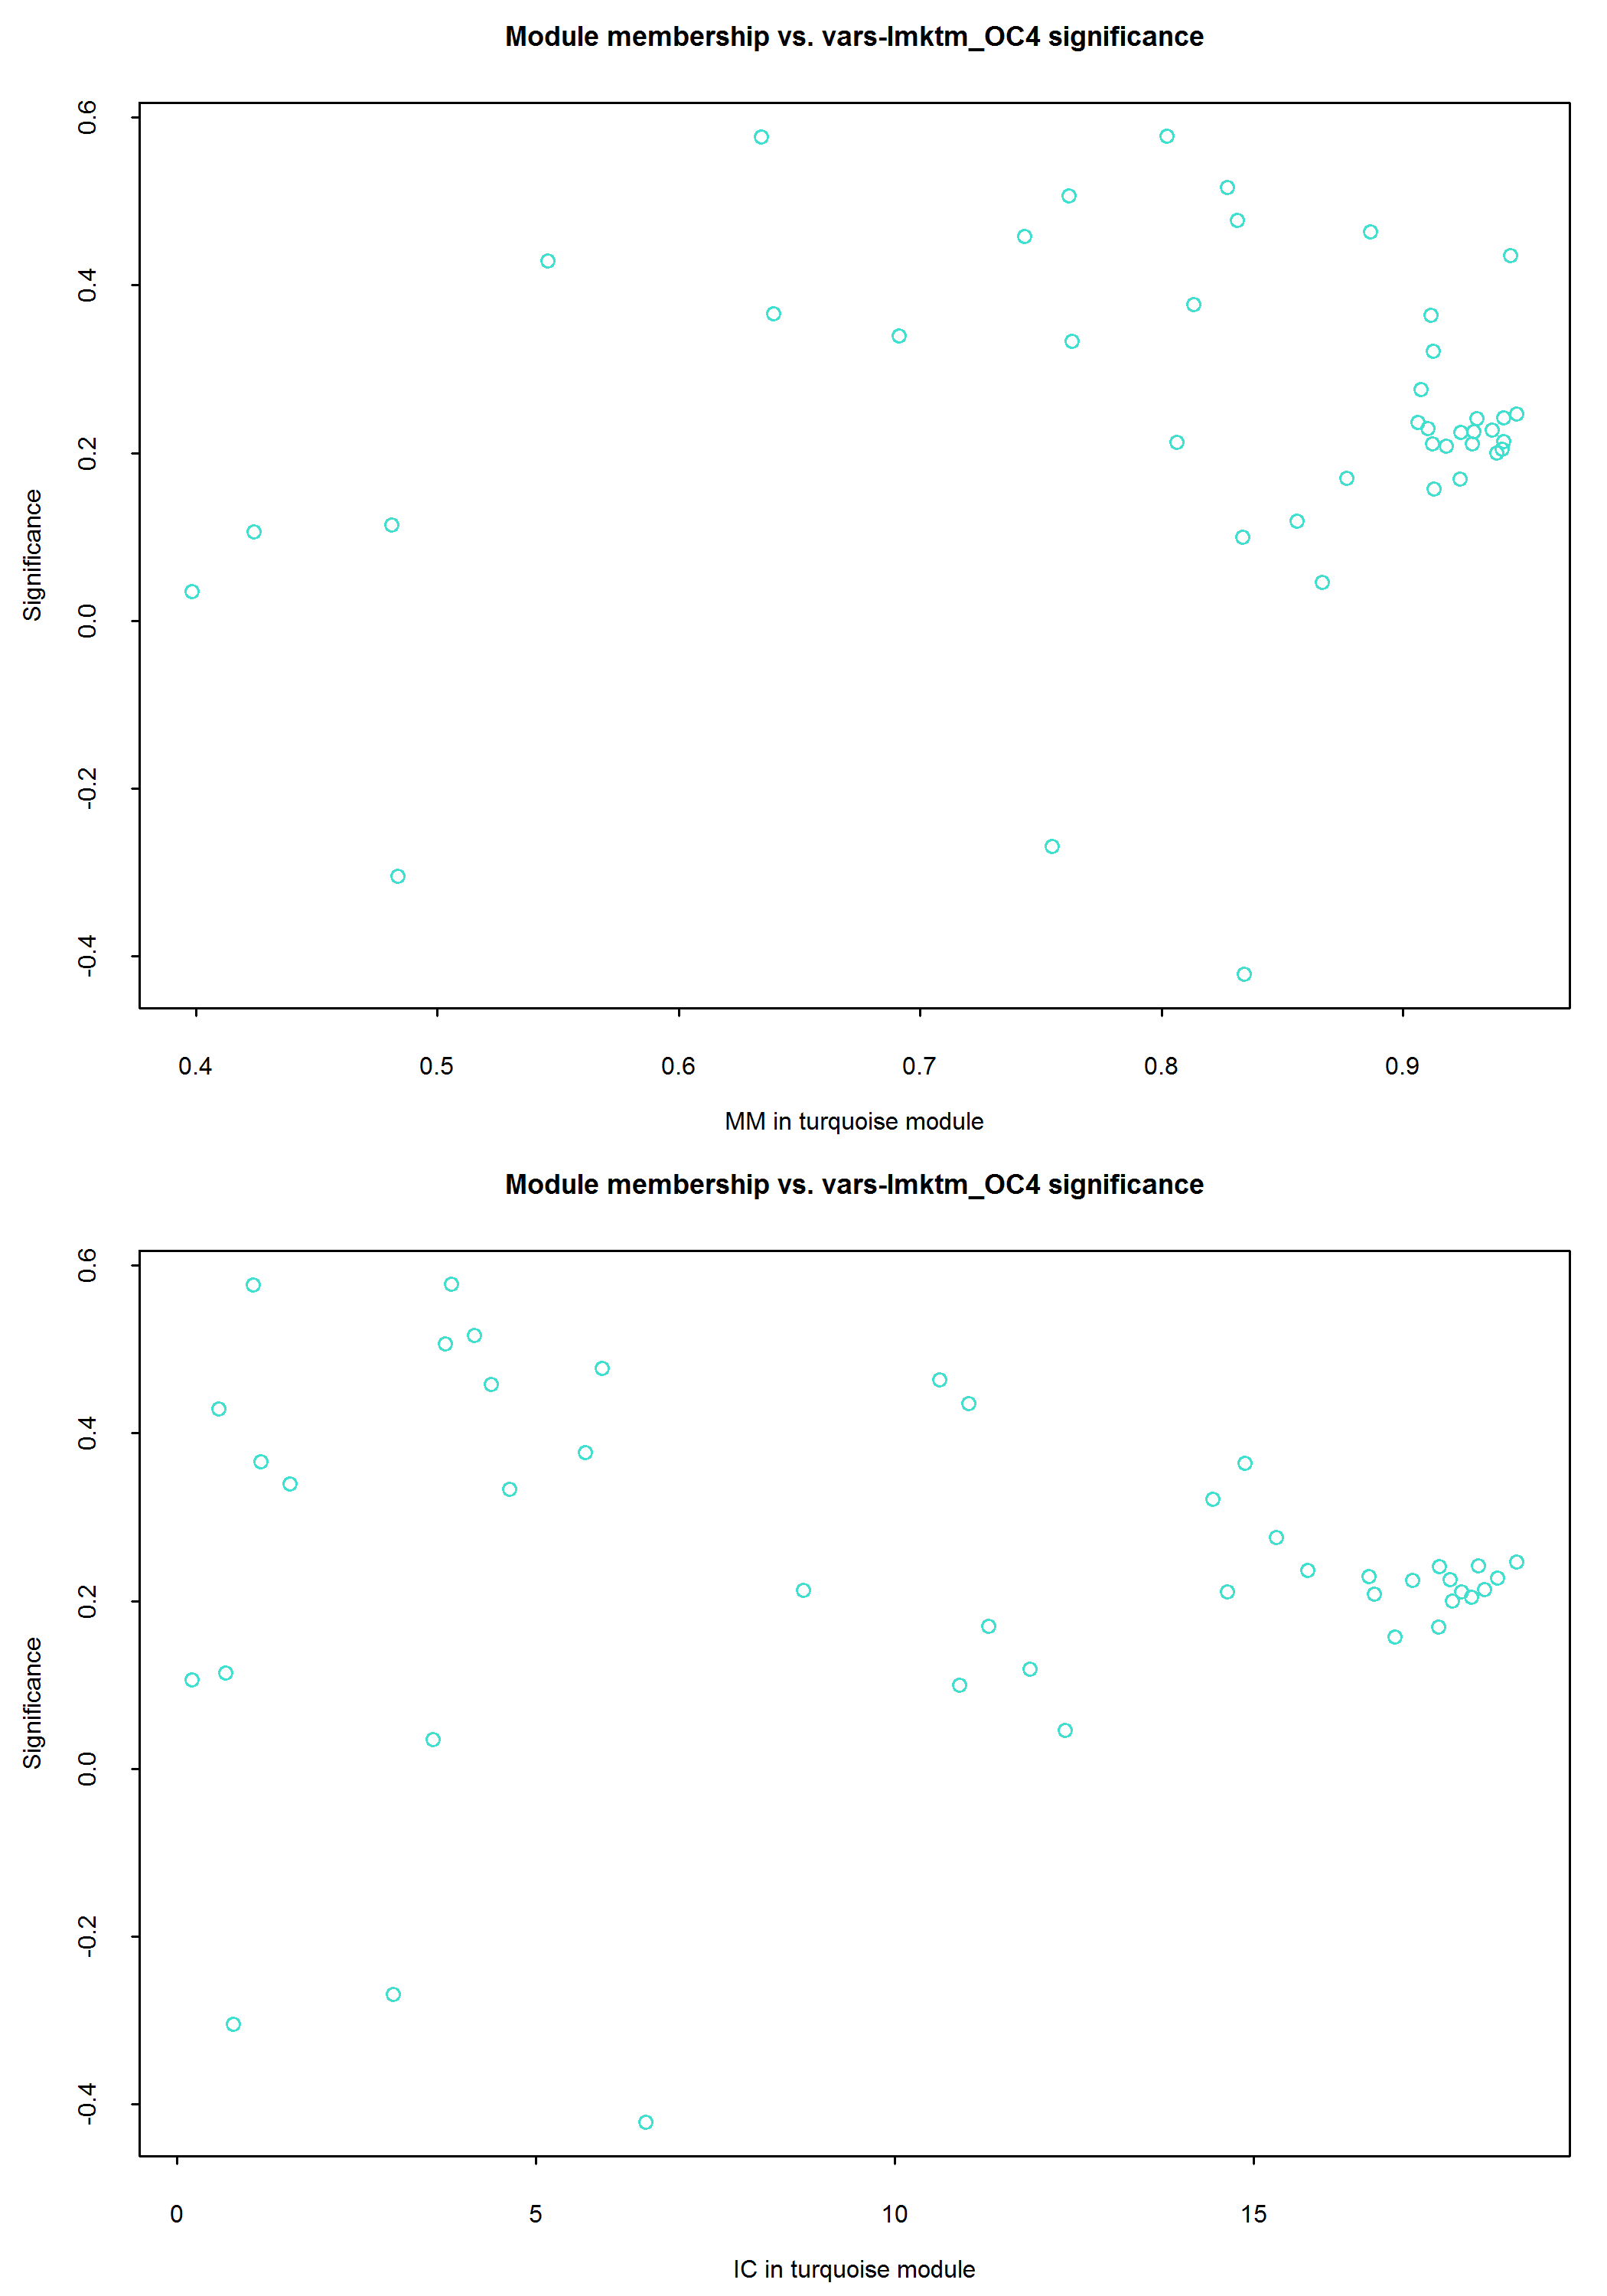 Module membership vs. vars-lmktm_OC4 significance
0.6
0.4
0.2
0.0
-0.2
-0.4
Significance
0.4 0.5 0.6 0.7 0.8 0.9
MM in turquoise module
Module membership vs. vars-lmktm_OC4 significance
0.6
0.4
0.2
0.0
-0.2
-0.4
Significance
0 5 10 15
IC in turquoise module